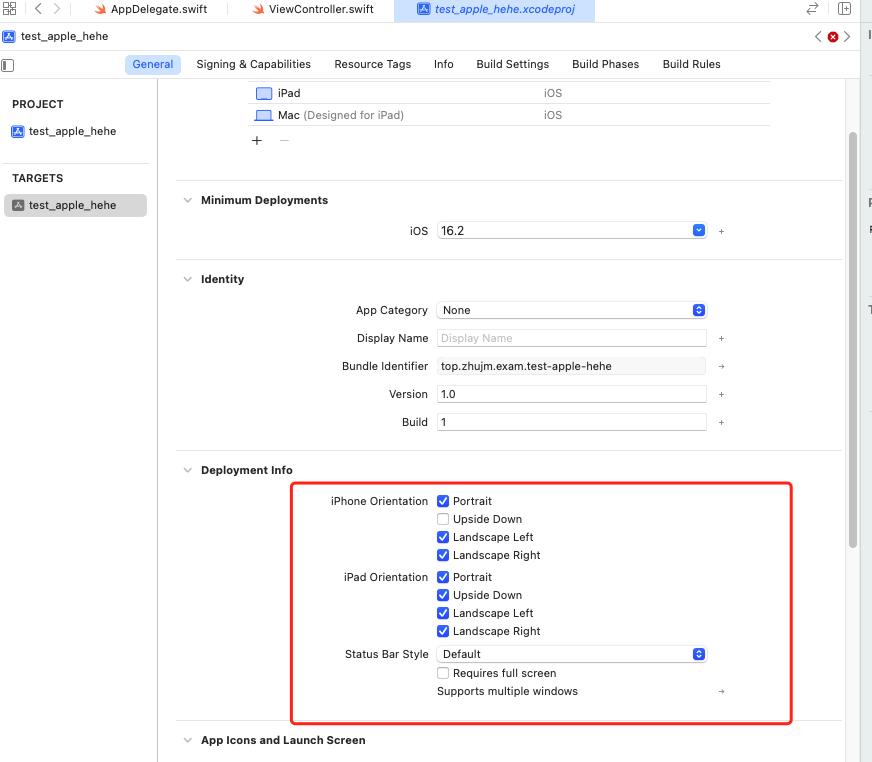 AppDelegate.swift
ViewController.swift
test_apple_hehe.xcodeproj
test_apple_hehe
General
Signing & Capabilities
Resource Tags
Info
Build Settings
Build Phases
Build Rules
PROJECT
test_apple_hehe
TARGETS
test_apple_hehe
iPad iOS
Mac (Designed for iPad) iOS
Minimum Deployments
iOS 16.2
Identity
App Category None
Display Name Display Name
Bundle Identifier top.zhujm.exam.test-apple-hehe
Version 1.0
Build 1
Deployment Info
iPhone Orientation Portrait
Upside Down
Landscape Left
Landscape Right
iPad Orientation Portrait
Upside Down
Landscape Left
Landscape Right
Status Bar Style Default
Requires full screen
Supports multiple windows
App Icons and Launch Screen